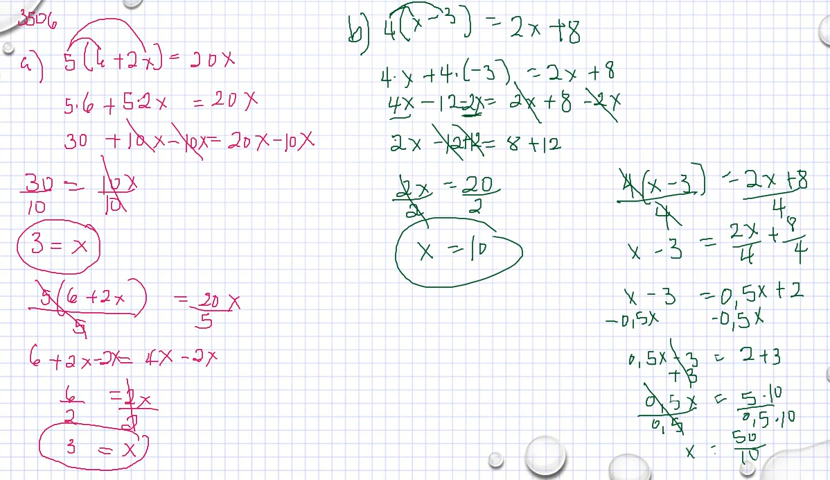 3506
a) 5(6+2x) = 20x
5·6 + 5·2x = 20x
30 + 10x - 10x = 20x - 10x
30/10 = 10x/10
3 = x
5(6+2x)/5 = 20x/5
6 + 2x - 2x = 4x - 2x
6/2 = 2x/2
3 = x
b) 4(x-3) = 2x + 8
4·x + 4·(-3) = 2x + 8
4x - 12 - 2x = 2x + 8 - 2x
2x - 12 + 12 = 8 + 12
2x/2 = 20/2
x = 10
4(x-3)/4 = 2x+8/4
x - 3 = 2x/4 + 8/4
x - 3 = 0,5x + 2
-0,5x -0,5x
0,5x - 3 = 2 + 3
+3
0,5x/0,5 = 5·10/0,5·10
x = 50/10